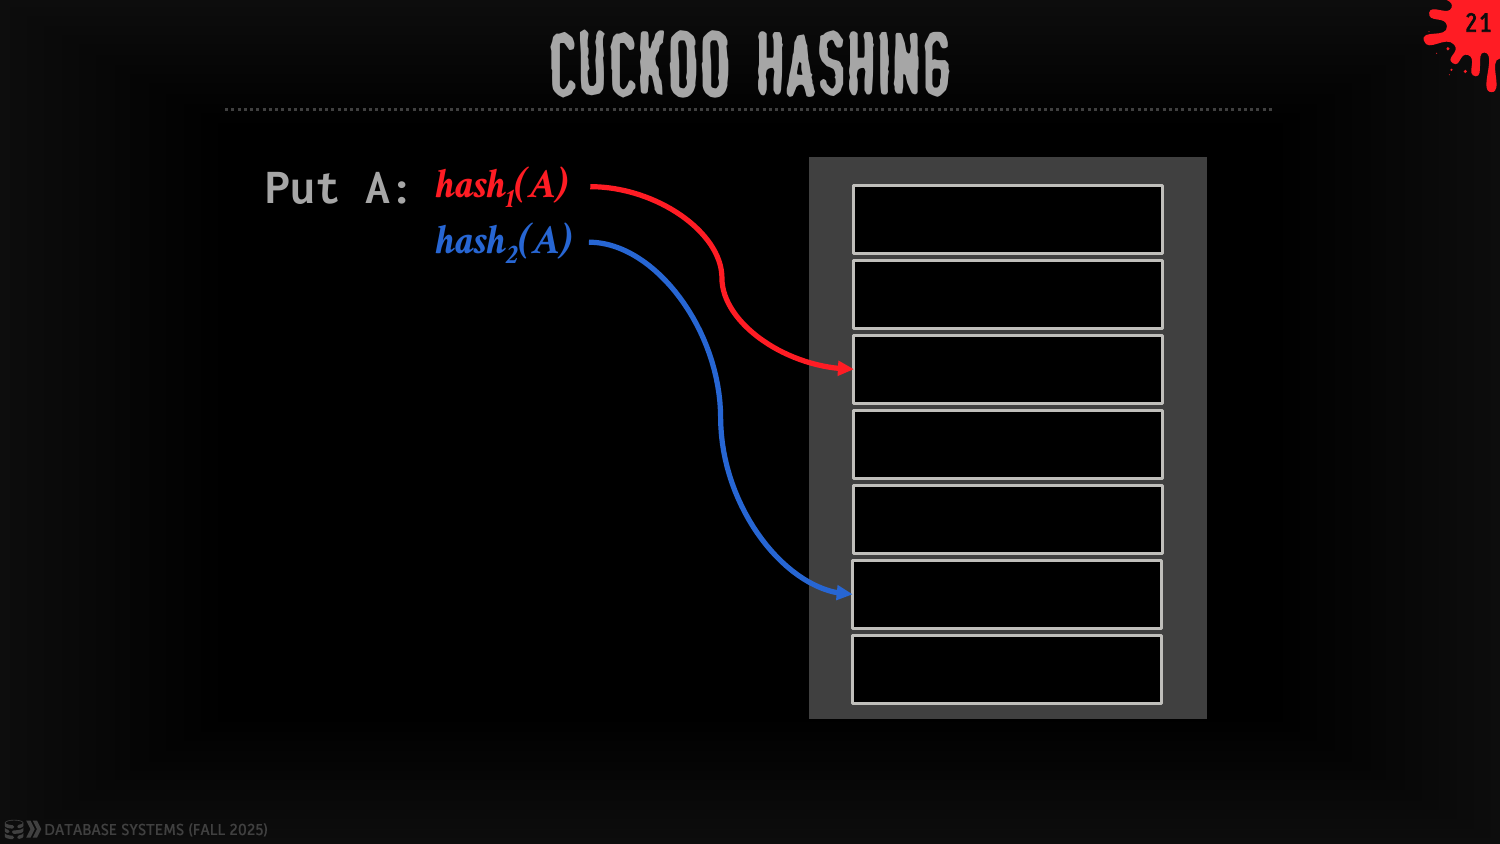 CUCKOO HASHING
21
Put A: hash1(A)
hash2(A)
DATABASE SYSTEMS (FALL 2025)